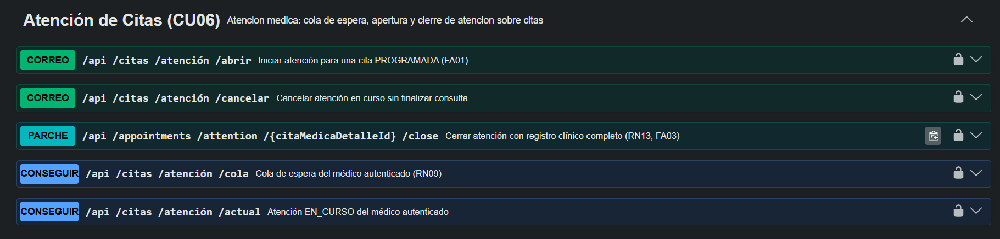 Atención de Citas (CU06) Atencion medica: cola de espera, apertura y cierre de atencion sobre citas
CORREO /api /citas /atención /abrir Iniciar atención para una cita PROGRAMADA (FA01)
CORREO /api /citas /atención /cancelar Cancelar atención en curso sin finalizar consulta
PARCHE /api /appointments /attention /{citaMedicaDetalleId} /close Cerrar atención con registro clínico completo (RN13, FA03)
CONSEGUIR /api /citas /atención /cola Cola de espera del médico autenticado (RN09)
CONSEGUIR /api /citas /atención /actual Atención EN_CURSO del médico autenticado